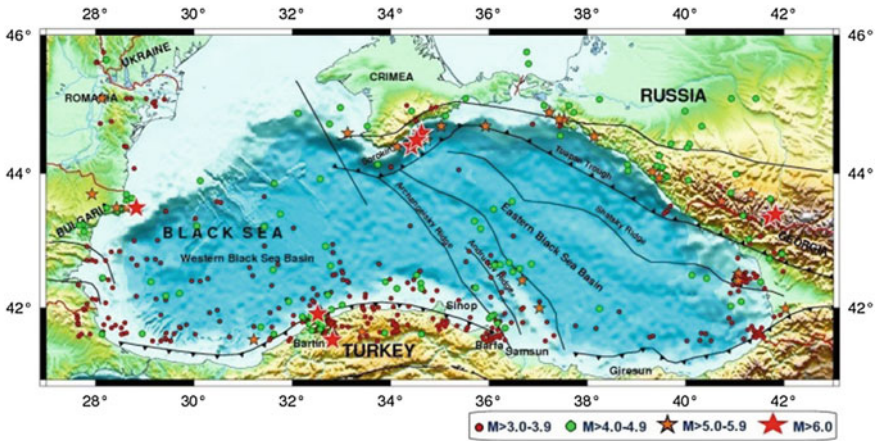 28° 30° 32° 34° 36° 38° 40° 42°
46° 46°
UKRAINE
CRIMEA
ROMANIA
RUSSIA
Tuapse Trough
44° 44°
Archangelsky Ridge
Shatsky Ridge
BULGARIA
BLACK SEA
GEORGIA
Eastern Black Sea Basin
Western Black Sea Basin
42° 42°
Sinop
Bartin
TURKEY
Bafra
Samsun
Giresun
28° 30° 32° 34° 36° 38° 40° 42°
M>3.0-3.9 M>4.0-4.9 M>5.0-5.9 M>6.0